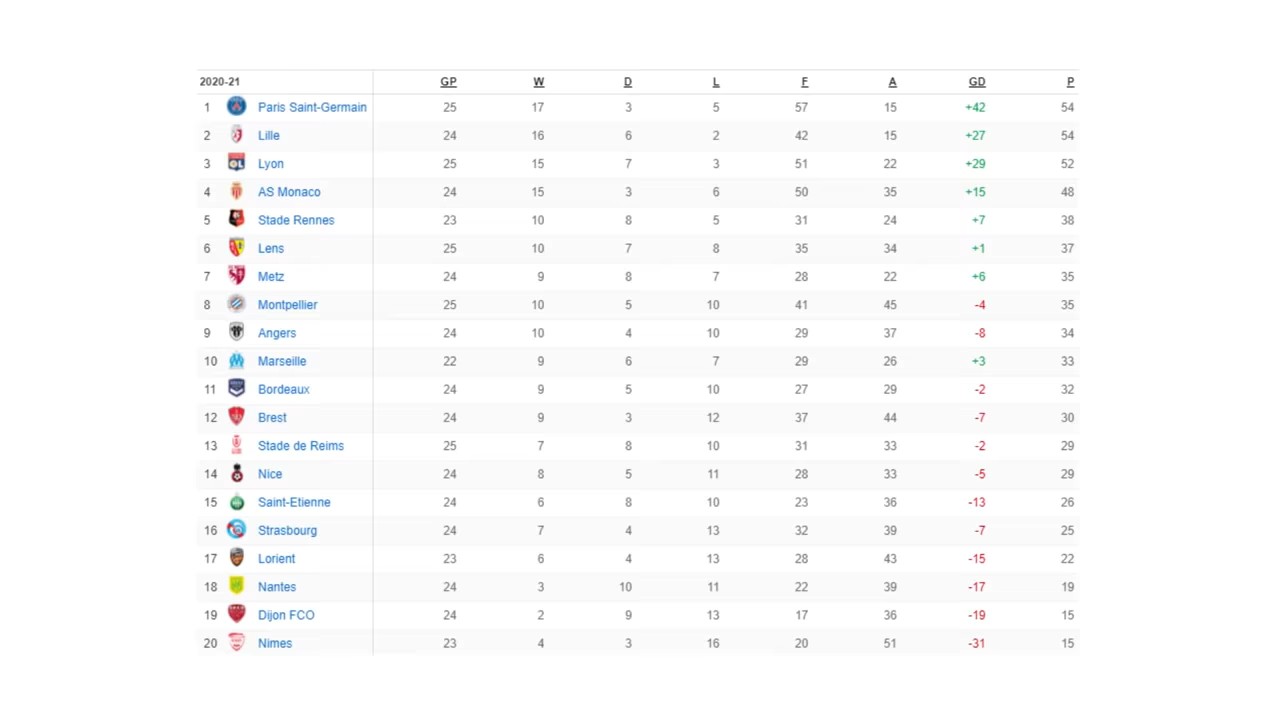 2020-21 GP W D L F A GD P
1 Paris Saint-Germain 25 17 3 5 57 15 +42 54
2 Lille 24 16 6 2 42 15 +27 54
3 Lyon 25 15 7 3 51 22 +29 52
4 AS Monaco 24 15 3 6 50 35 +15 48
5 Stade Rennes 23 10 8 5 31 24 +7 38
6 Lens 25 10 7 8 35 34 +1 37
7 Metz 24 9 8 7 28 22 +6 35
8 Montpellier 25 10 5 10 41 45 -4 35
9 Angers 24 10 4 10 29 37 -8 34
10 Marseille 22 9 6 7 29 26 +3 33
11 Bordeaux 24 9 5 10 27 29 -2 32
12 Brest 24 9 3 12 37 44 -7 30
13 Stade de Reims 25 7 8 10 31 33 -2 29
14 Nice 24 8 5 11 28 33 -5 29
15 Saint-Etienne 24 6 8 10 23 36 -13 26
16 Strasbourg 24 7 4 13 32 39 -7 25
17 Lorient 23 6 4 13 28 43 -15 22
18 Nantes 24 3 10 11 22 39 -17 19
19 Dijon FCO 24 2 9 13 17 36 -19 15
20 Nimes 23 4 3 16 20 51 -31 15